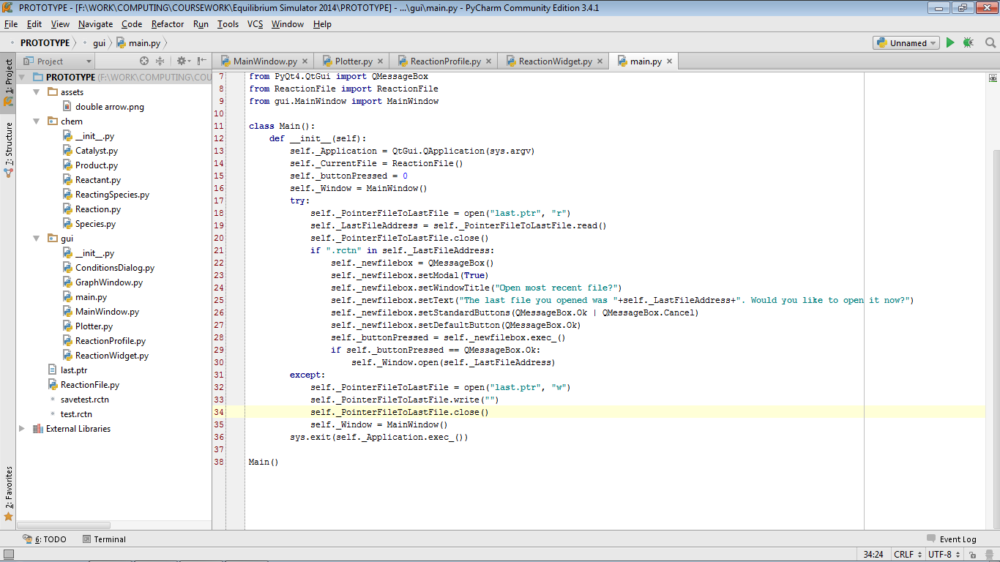 PROTOTYPE - [F:\WORK\COMPUTING\COURSEWORK\Equilibrium Simulator 2014\PROTOTYPE] - ...\gui\main.py - PyCharm Community Edition 3.4.1
File Edit View Navigate Code Refactor Run Tools VCS Window Help
PROTOTYPE gui main.py Unnamed
Project
MainWindow.py Plotter.py ReactionProfile.py ReactionWidget.py main.py
1: Project
7: Structure
2: Favorites
PROTOTYPE (F:\WORK\COMPUTING\COU
assets
double arrow.png
chem
__init__.py
Catalyst.py
Product.py
Reactant.py
ReactingSpecies.py
Reaction.py
Species.py
gui
__init__.py
ConditionsDialog.py
GraphWindow.py
main.py
MainWindow.py
Plotter.py
ReactionProfile.py
ReactionWidget.py
last.ptr
ReactionFile.py
savetest.rctn
test.rctn
External Libraries
7 from PyQt4.QtGui import QMessageBox
8 from ReactionFile import ReactionFile
9 from gui.MainWindow import MainWindow
10
11 class Main():
12     def __init__(self):
13         self._Application = QtGui.QApplication(sys.argv)
14         self._CurrentFile = ReactionFile()
15         self._buttonPressed = 0
16         self._Window = MainWindow()
17         try:
18             self._PointerFileToLastFile = open("last.ptr", "r")
19             self._LastFileAddress = self._PointerFileToLastFile.read()
20             self._PointerFileToLastFile.close()
21             if ".rctn" in self._LastFileAddress:
22                 self._newfilebox = QMessageBox()
23                 self._newfilebox.setModal(True)
24                 self._newfilebox.setWindowTitle("Open most recent file?")
25                 self._newfilebox.setText("The last file you opened was "+self._LastFileAddress+". Would you like to open it now?")
26                 self._newfilebox.setStandardButtons(QMessageBox.Ok | QMessageBox.Cancel)
27                 self._newfilebox.setDefaultButton(QMessageBox.Ok)
28                 self._buttonPressed = self._newfilebox.exec_()
29                 if self._buttonPressed == QMessageBox.Ok:
30                     self._Window.open(self._LastFileAddress)
31         except:
32             self._PointerFileToLastFile = open("last.ptr", "w")
33             self._PointerFileToLastFile.write("")
34             self._PointerFileToLastFile.close()
35             self._Window = MainWindow()
36         sys.exit(self._Application.exec_())
37
38 Main()
6: TODO Terminal Event Log
34:24 CRLF UTF-8